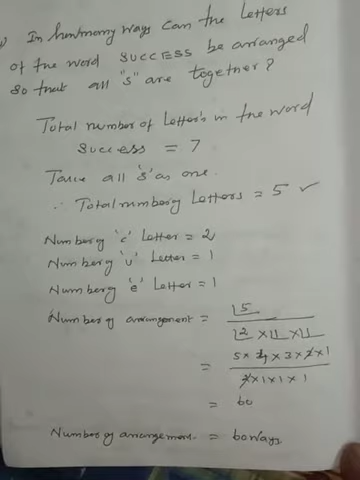 In howmany ways can the Letters
of the word SUCCESS be arranged
so that all "s" are together?
Total number of Letters in the word
Success = 7
Take all 's' as one.
∴ Total number of Letters = 5 ✓
Number of 'c' Letter = 2
Number of 'u' Letter = 1
Number of 'e' Letter = 1
Number of arrangement = ⌊5
⌊2 × ⌊1 × ⌊1
= 5 × 4 × 3 × 2 × 1
2 × 1 × 1 × 1
= 60
Number of arrangement = 60 ways